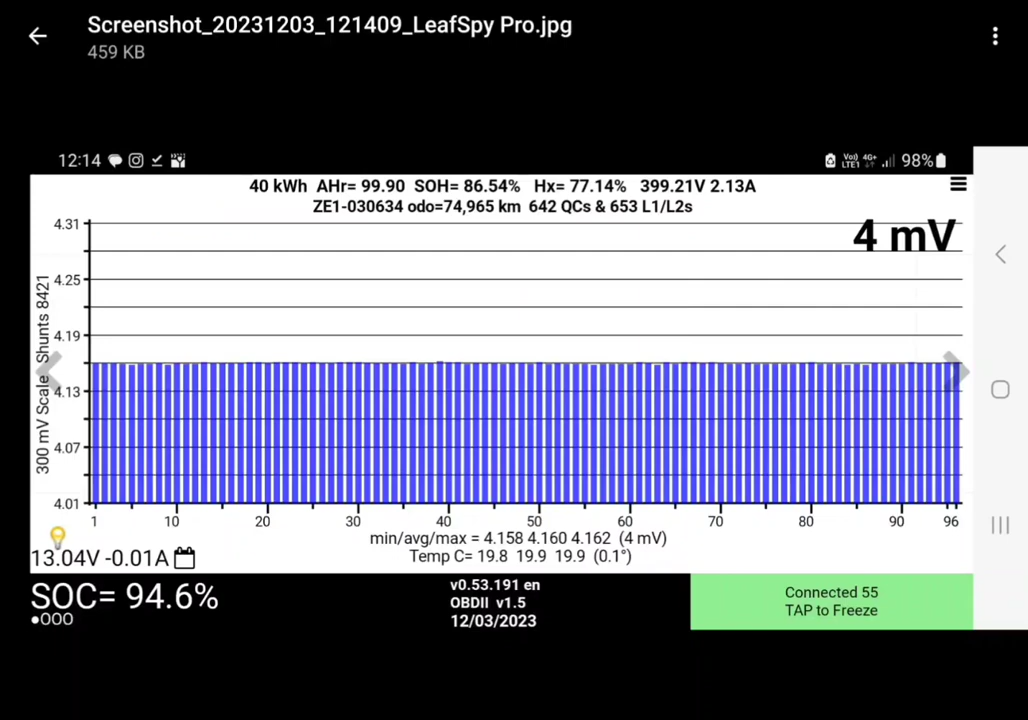 Screenshot_20231203_121409_LeafSpy Pro.jpg
459 KB
12:14
Vo) LTE1 4G+ 98%
40 kWh AHr= 99.90 SOH= 86.54% Hx= 77.14% 399.21V 2.13A
ZE1-030634 odo=74,965 km 642 QCs & 653 L1/L2s
4 mV
300 mV Scale - Shunts 8421
4.31
4.25
4.19
4.13
4.07
4.01
1 10 20 30 40 50 60 70 80 90 96
min/avg/max = 4.158 4.160 4.162 (4 mV)
Temp C= 19.8 19.9 19.9 (0.1°)
13.04V -0.01A
SOC= 94.6%
v0.53.191 en
OBDII v1.5
12/03/2023
Connected 55
TAP to Freeze